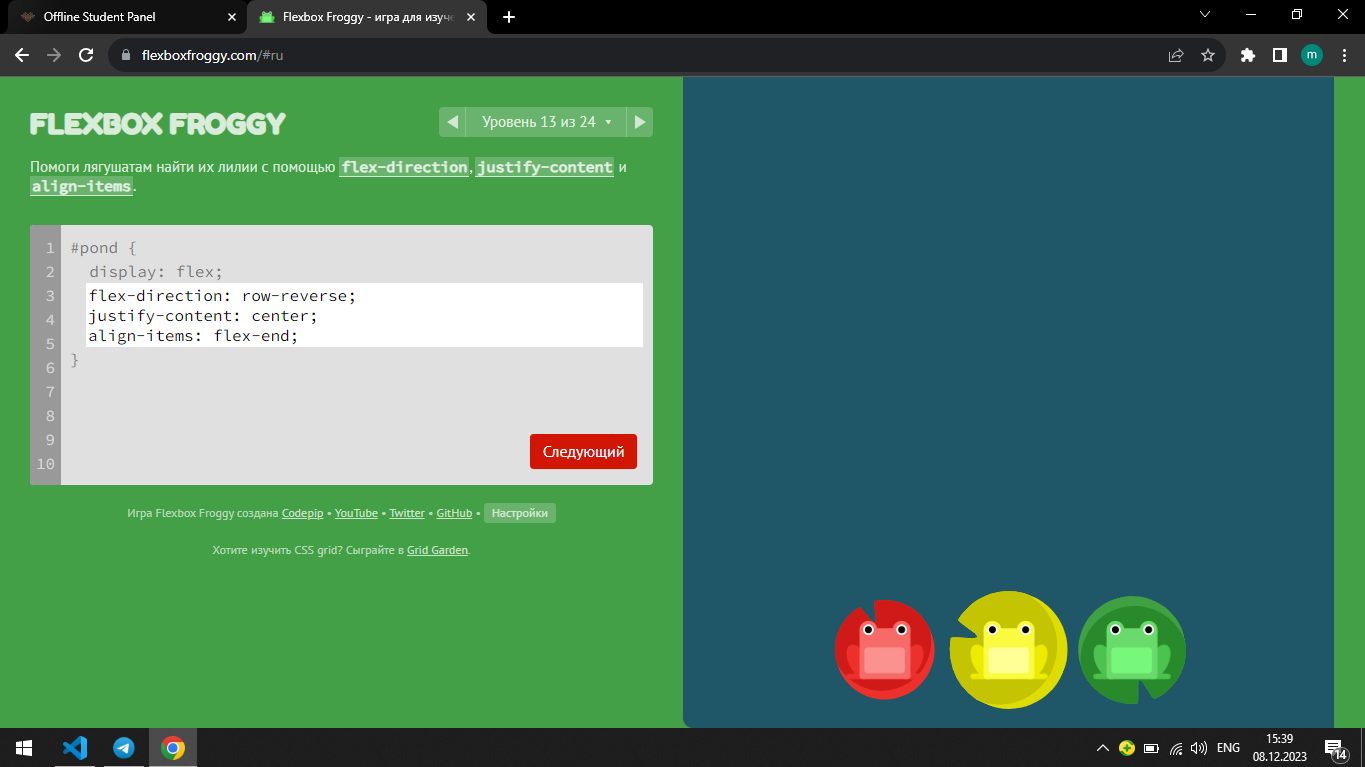 Offline Student Panel
Flexbox Froggy - игра для изуче
flexboxfroggy.com/#ru
m
FLEXBOX FROGGY
Уровень 13 из 24
Помоги лягушатам найти их лилии с помощью flex-direction, justify-content и
align-items.
1 #pond {
2 display: flex;
3 flex-direction: row-reverse;
4 justify-content: center;
5 align-items: flex-end;
6 }
7
8
9
10
Следующий
Игра Flexbox Froggy создана Codepip • YouTube • Twitter • GitHub • Настройки
Хотите изучить CSS grid? Сыграйте в Grid Garden.
ENG
15:39
08.12.2023
14